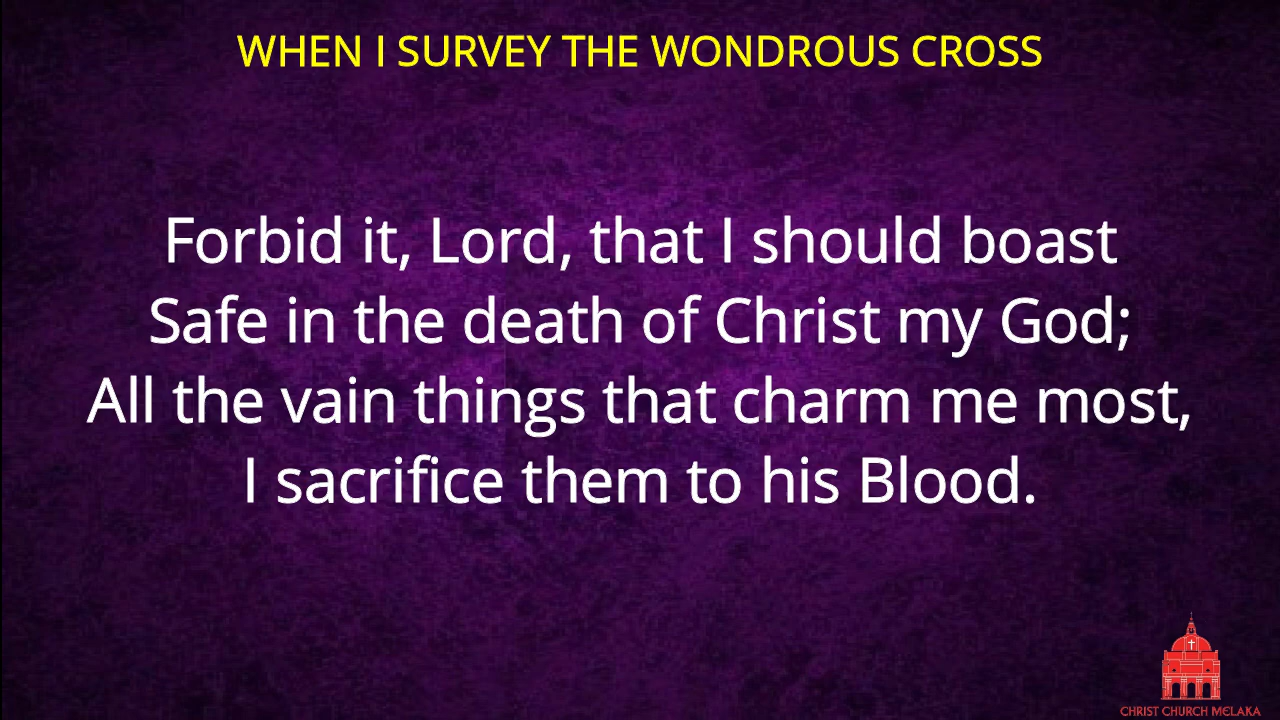 WHEN I SURVEY THE WONDROUS CROSS
Forbid it, Lord, that I should boast
Safe in the death of Christ my God;
All the vain things that charm me most,
I sacrifice them to his Blood.
CHRIST CHURCH MELAKA